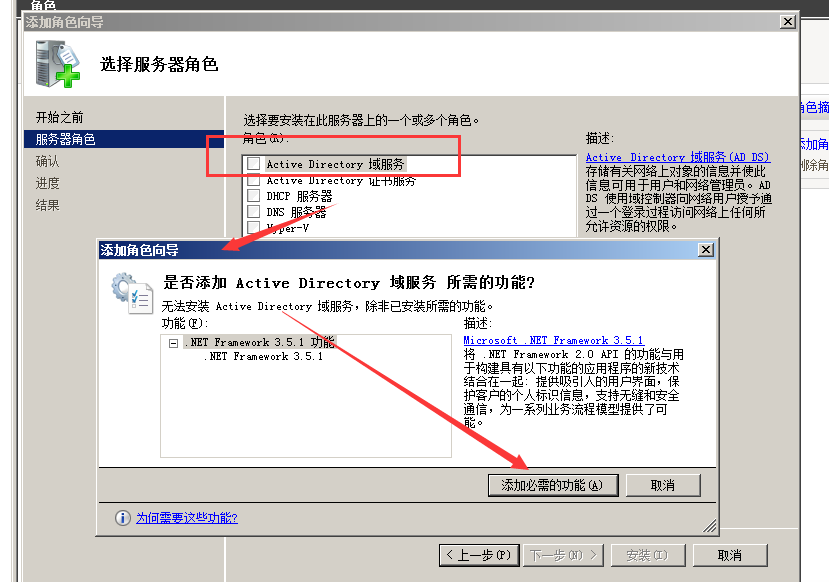 角色
添加角色向导
选择服务器角色
开始之前
服务器角色
确认
进度
结果
选择要安装在此服务器上的一个或多个角色。
角色(R):
Active Directory 域服务
Active Directory 证书服务
DHCP 服务器
DNS 服务器
Hyper-V
描述:
Active Directory 域服务(AD DS)
存储有关网络上对象的信息并使此
信息可用于用户和网络管理员。AD
DS 使用域控制器向网络用户授予通
过一个登录过程访问网络上任何所
允许资源的权限。
角色摘
添加角
删除角
添加角色向导
是否添加 Active Directory 域服务 所需的功能?
无法安装 Active Directory 域服务，除非已安装所需的功能。
功能(F):
.NET Framework 3.5.1 功能
.NET Framework 3.5.1
描述:
Microsoft .NET Framework 3.5.1
将 .NET Framework 2.0 API 的功能与用
于构建具有以下功能的应用程序的新技术
结合在一起: 提供吸引人的用户界面，保
护客户的个人标识信息，支持无缝和安全
通信，为一系列业务流程模型提供了可
能。
添加必需的功能(A)
取消
为何需要这些功能?
< 上一步(P)
下一步(N) >
安装(I)
取消